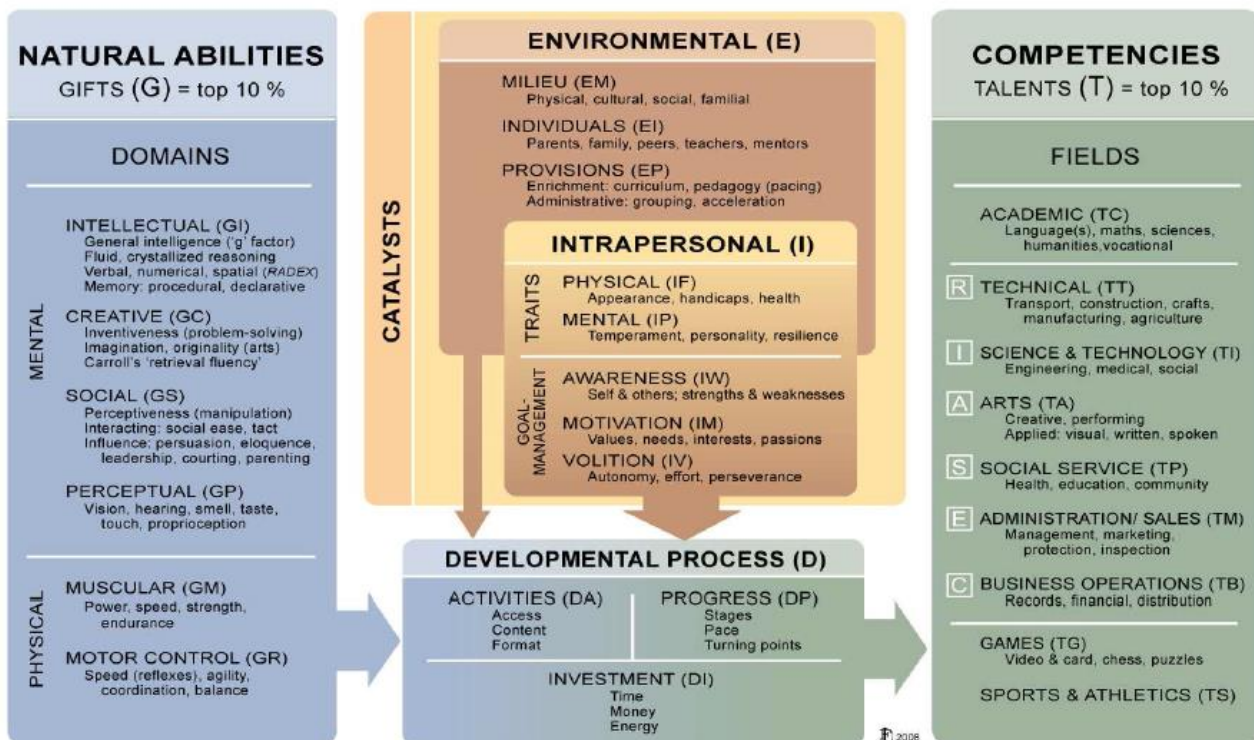 NATURAL ABILITIES
GIFTS (G) = top 10 %
DOMAINS
MENTAL
INTELLECTUAL (GI)
General intelligence ('g' factor)
Fluid, crystallized reasoning
Verbal, numerical, spatial (RADEX)
Memory: procedural, declarative
CREATIVE (GC)
Inventiveness (problem-solving)
Imagination, originality (arts)
Carroll's 'retrieval fluency'
SOCIAL (GS)
Perceptiveness (manipulation)
Interacting: social ease, tact
Influence: persuasion, eloquence,
leadership, courting, parenting
PERCEPTUAL (GP)
Vision, hearing, smell, taste,
touch, proprioception
PHYSICAL
MUSCULAR (GM)
Power, speed, strength,
endurance
MOTOR CONTROL (GR)
Speed (reflexes), agility,
coordination, balance
CATALYSTS
ENVIRONMENTAL (E)
MILIEU (EM)
Physical, cultural, social, familial
INDIVIDUALS (EI)
Parents, family, peers, teachers, mentors
PROVISIONS (EP)
Enrichment: curriculum, pedagogy (pacing)
Administrative: grouping, acceleration
INTRAPERSONAL (I)
TRAITS
PHYSICAL (IF)
Appearance, handicaps, health
MENTAL (IP)
Temperament, personality, resilience
GOAL-
MANAGEMENT
AWARENESS (IW)
Self & others; strengths & weaknesses
MOTIVATION (IM)
Values, needs, interests, passions
VOLITION (IV)
Autonomy, effort, perseverance
DEVELOPMENTAL PROCESS (D)
ACTIVITIES (DA)
Access
Content
Format
PROGRESS (DP)
Stages
Pace
Turning points
INVESTMENT (DI)
Time
Money
Energy
2008
COMPETENCIES
TALENTS (T) = top 10 %
FIELDS
ACADEMIC (TC)
Language(s), maths, sciences,
humanities,vocational
R TECHNICAL (TT)
Transport, construction, crafts,
manufacturing, agriculture
I SCIENCE & TECHNOLOGY (TI)
Engineering, medical, social
A ARTS (TA)
Creative, performing
Applied: visual, written, spoken
S SOCIAL SERVICE (TP)
Health, education, community
E ADMINISTRATION/ SALES (TM)
Management, marketing,
protection, inspection
C BUSINESS OPERATIONS (TB)
Records, financial, distribution
GAMES (TG)
Video & card, chess, puzzles
SPORTS & ATHLETICS (TS)